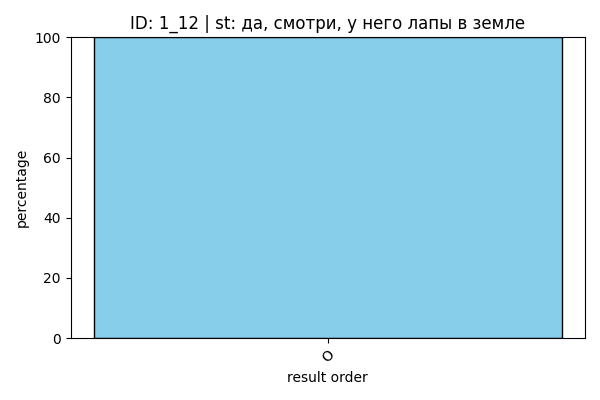 ID: 1_12 | st: да, смотри, у него лапы в земле
100
80
60
40
20
0
percentage
O
result order